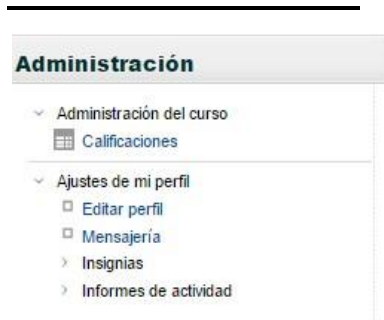 Administración
Administración del curso
Calificaciones
Ajustes de mi perfil
Editar perfil
Mensajería
Insignias
Informes de actividad